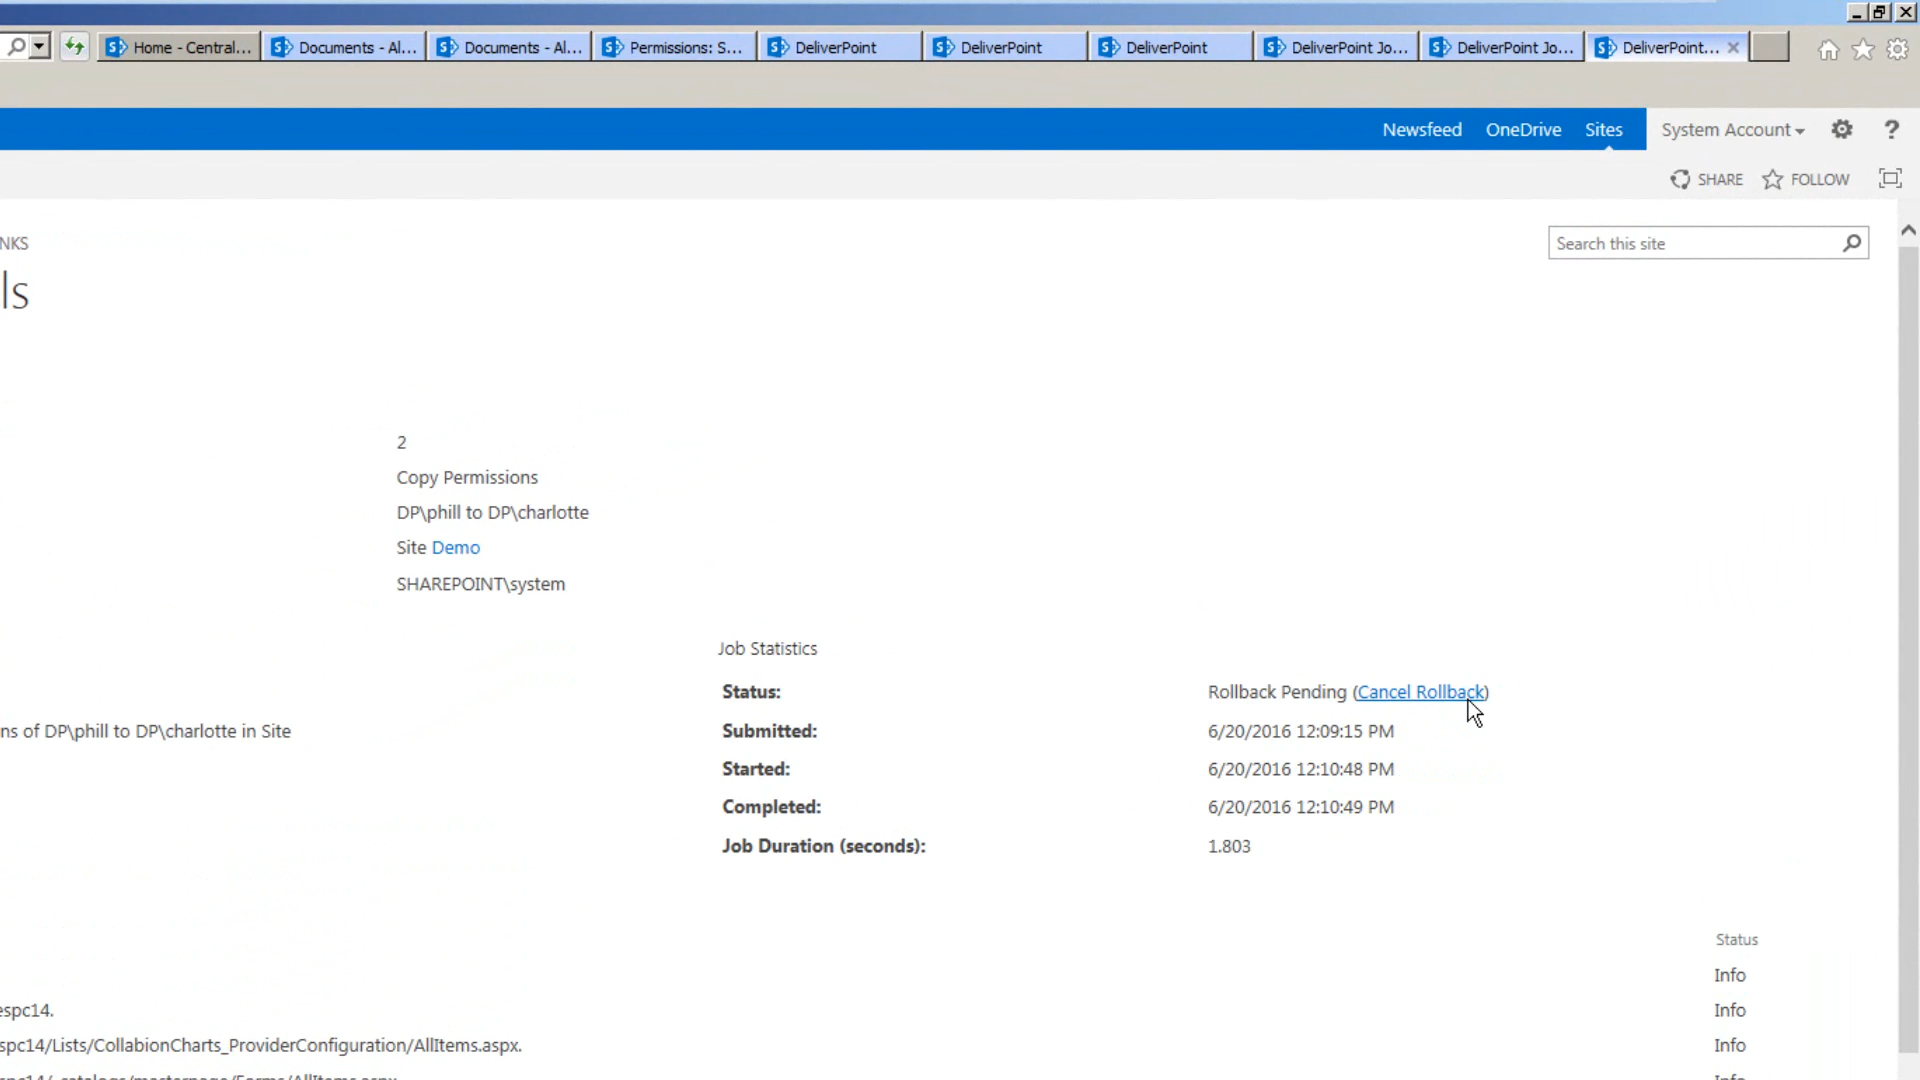 Home - Central... Documents - Al... Documents - Al... Permissions: S... DeliverPoint DeliverPoint DeliverPoint DeliverPoint Jo... DeliverPoint Jo... DeliverPoint...
Newsfeed OneDrive Sites System Account ?
SHARE FOLLOW
NKS
Search this site
ls
2
Copy Permissions
DP\phill to DP\charlotte
Site Demo
SHAREPOINT\system
Job Statistics
Status: Rollback Pending (Cancel Rollback)
ns of DP\phill to DP\charlotte in Site
Submitted: 6/20/2016 12:09:15 PM
Started: 6/20/2016 12:10:48 PM
Completed: 6/20/2016 12:10:49 PM
Job Duration (seconds): 1.803
Status
Info
espc14. Info
spc14/Lists/CollabionCharts_ProviderConfiguration/AllItems.aspx. Info